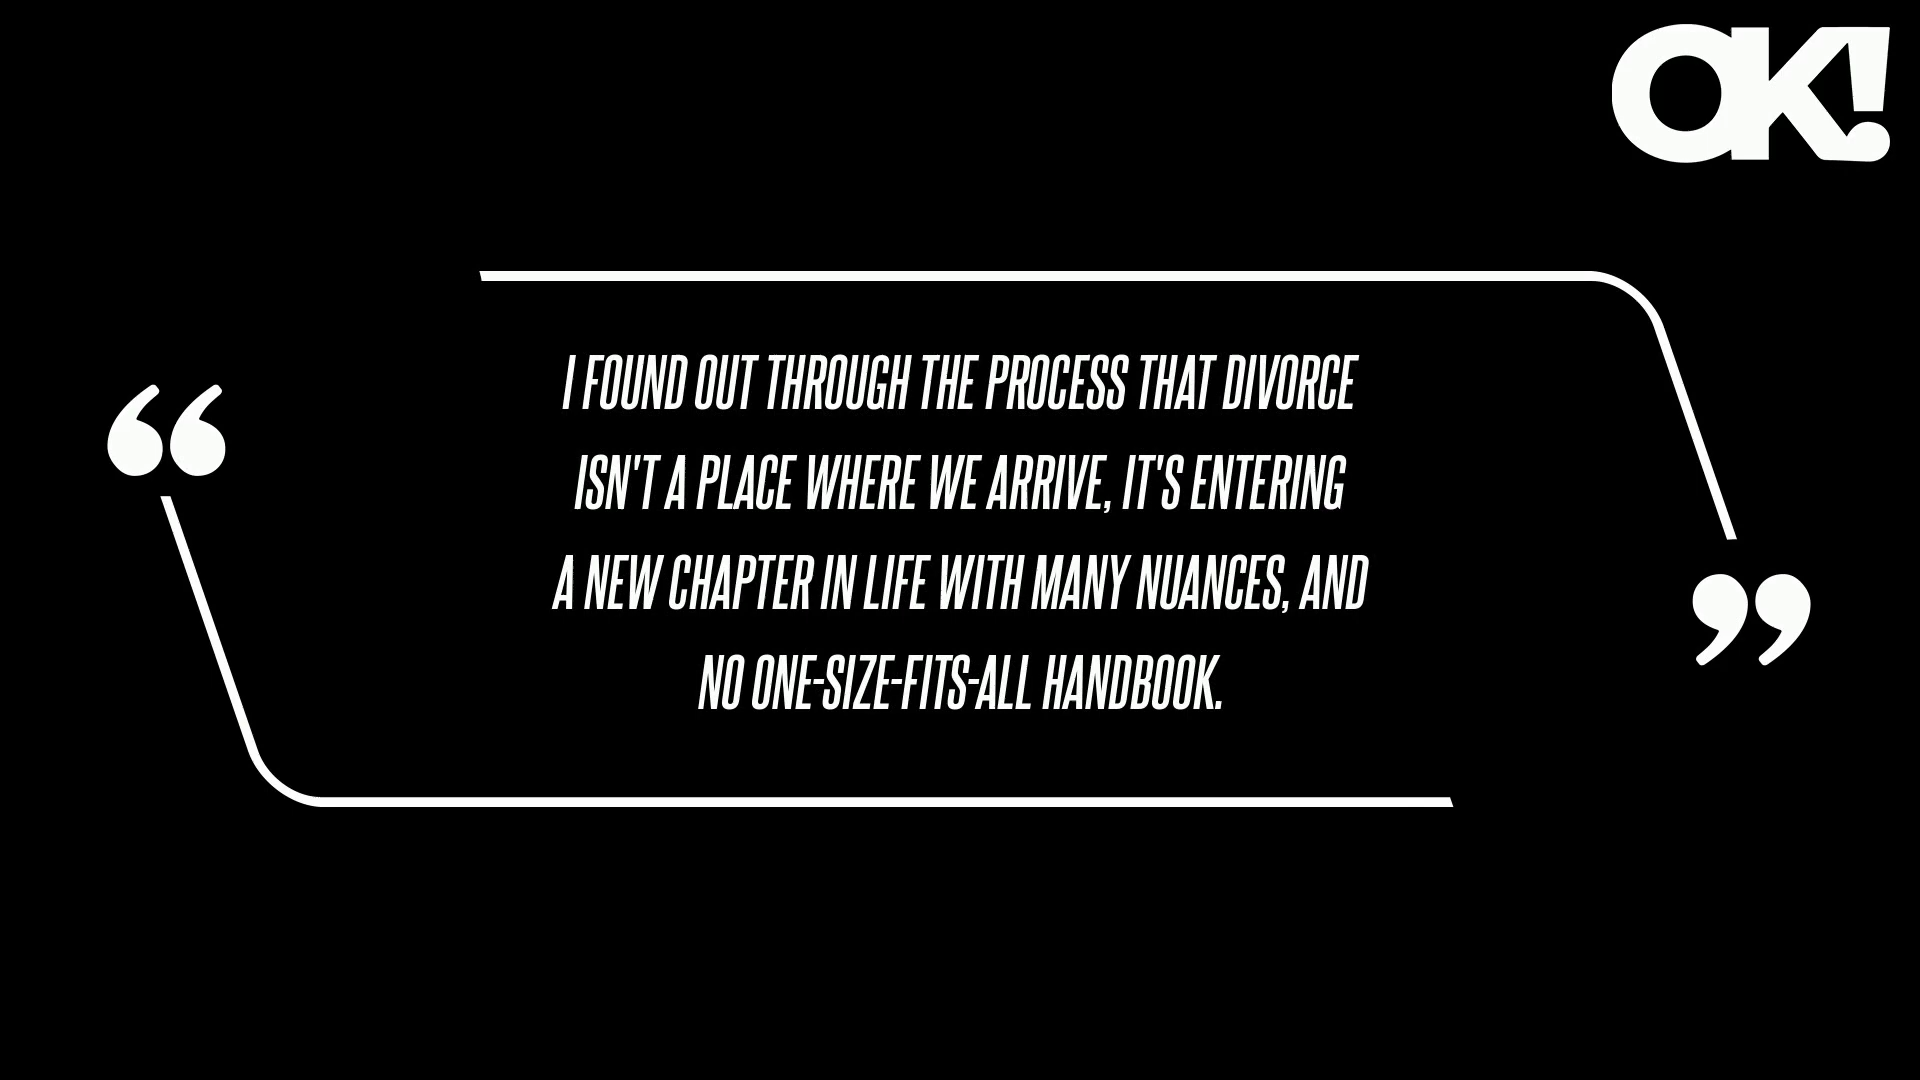 OK!
“
I FOUND OUT THROUGH THE PROCESS THAT DIVORCE
ISN'T A PLACE WHERE WE ARRIVE, IT'S ENTERING
A NEW CHAPTER IN LIFE WITH MANY NUANCES, AND
NO ONE-SIZE-FITS-ALL HANDBOOK.
”